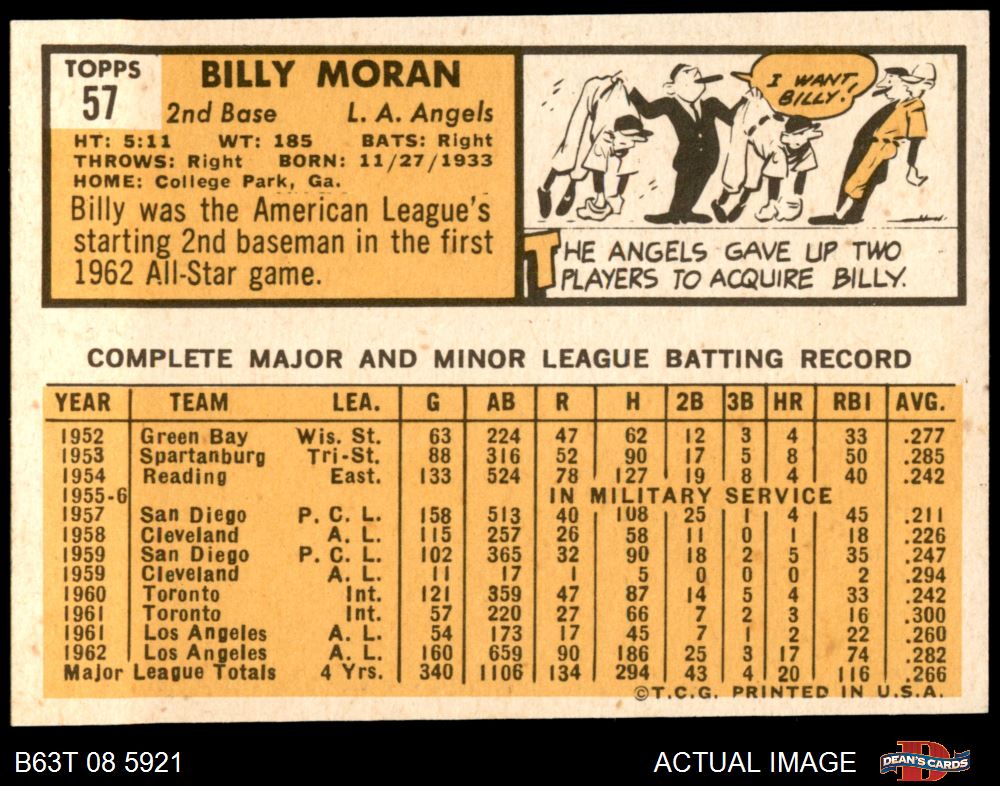 TOPPS
57
BILLY MORAN
2nd Base L. A. Angels
HT: 5:11 WT: 185 BATS: Right
THROWS: Right BORN: 11/27/1933
HOME: College Park, Ga.
Billy was the American League's
starting 2nd baseman in the first
1962 All-Star game.
I WANT
BILLY!
THE ANGELS GAVE UP TWO
PLAYERS TO ACQUIRE BILLY.
COMPLETE MAJOR AND MINOR LEAGUE BATTING RECORD
YEAR TEAM LEA. G AB R H 2B 3B HR RBI AVG.
1952 Green Bay Wis. St. 63 224 47 62 12 3 4 33 .277
1953 Spartanburg Tri-St. 88 316 52 90 17 5 8 50 .285
1954 Reading East. 133 524 78 127 19 8 4 40 .242
1955-6 IN MILITARY SERVICE
1957 San Diego P. C. L. 158 513 40 108 25 1 4 45 .211
1958 Cleveland A. L. 115 257 26 58 11 0 1 18 .226
1959 San Diego P. C. L. 102 365 32 90 18 2 5 35 .247
1959 Cleveland A. L. 11 17 1 5 0 0 0 2 .294
1960 Toronto Int. 121 359 47 87 14 5 4 33 .242
1961 Toronto Int. 57 220 27 66 7 2 3 16 .300
1961 Los Angeles A. L. 54 173 17 45 7 1 2 22 .260
1962 Los Angeles A. L. 160 659 90 186 25 3 17 74 .282
Major League Totals 4 Yrs. 340 1106 134 294 43 4 20 116 .266
©T.C.G. PRINTED IN U.S.A.
B63T 08 5921
ACTUAL IMAGE
DEAN'S CARDS